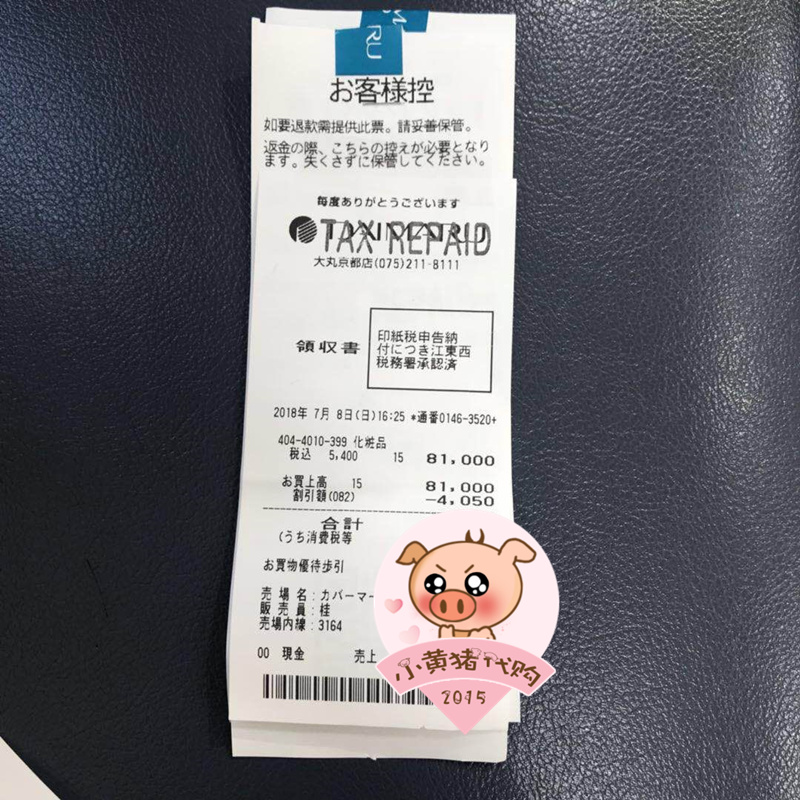 RU
お客様控
如要退款需提供此票。請妥善保管。
返金の際、こちらの控えが必要となり
ます。失くさずに保管してください。
毎度ありがとうございます
TAX REPAID
大丸京都店(075)211-8111
領収書
印紙税申告納
付につき江東西
税務署承認済
2018年 7月 8日(日)16:25 *通番0146-3520+
404-4010-399 化粧品
税込 5,400 15 81,000
お買上高 15 81,000
割引額(082) -4,050
合計
(うち消費税等
お買物優待歩引
売場名:カバーマー
販売員:桂
売場内線:3164
00 現金 売上
小黄猪代购
2015